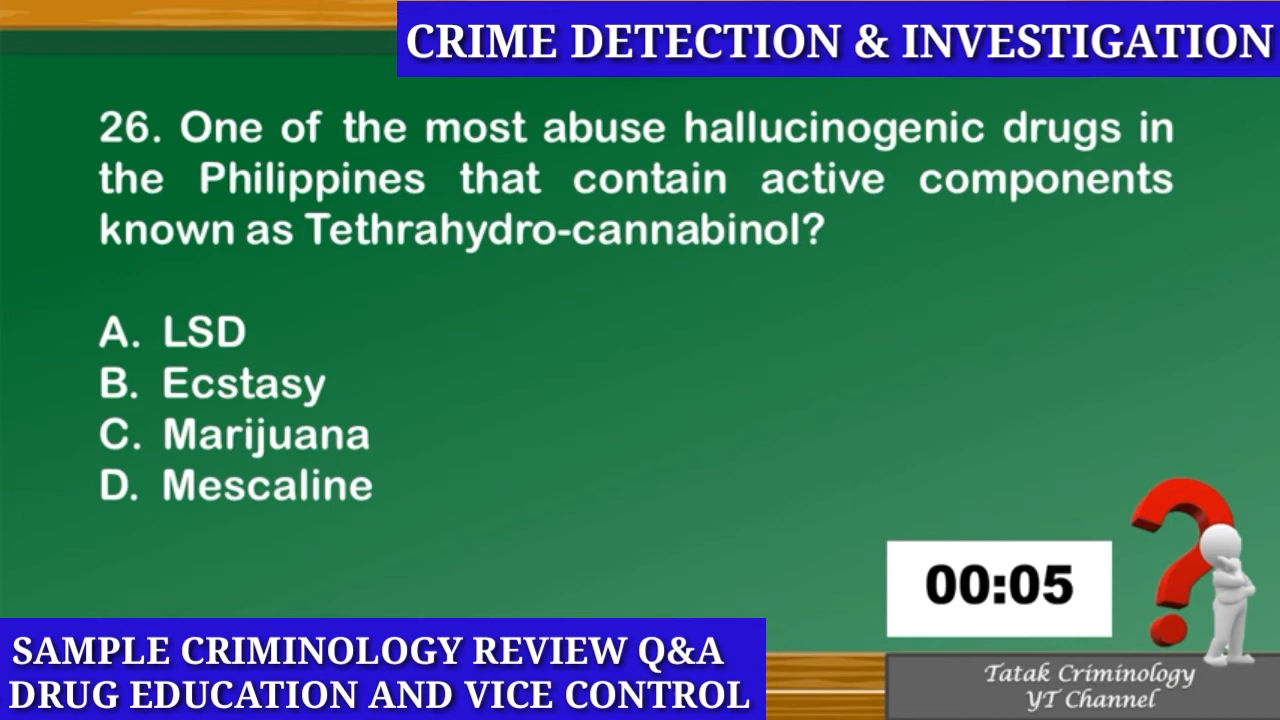 CRIME DETECTION & INVESTIGATION
26. One of the most abuse hallucinogenic drugs in
the Philippines that contain active components
known as Tethrahydro-cannabinol?
A. LSD
B. Ecstasy
C. Marijuana
D. Mescaline
00:05
SAMPLE CRIMINOLOGY REVIEW Q&A
DRUG EDUCATION AND VICE CONTROL
Tatak Criminology
YT Channel